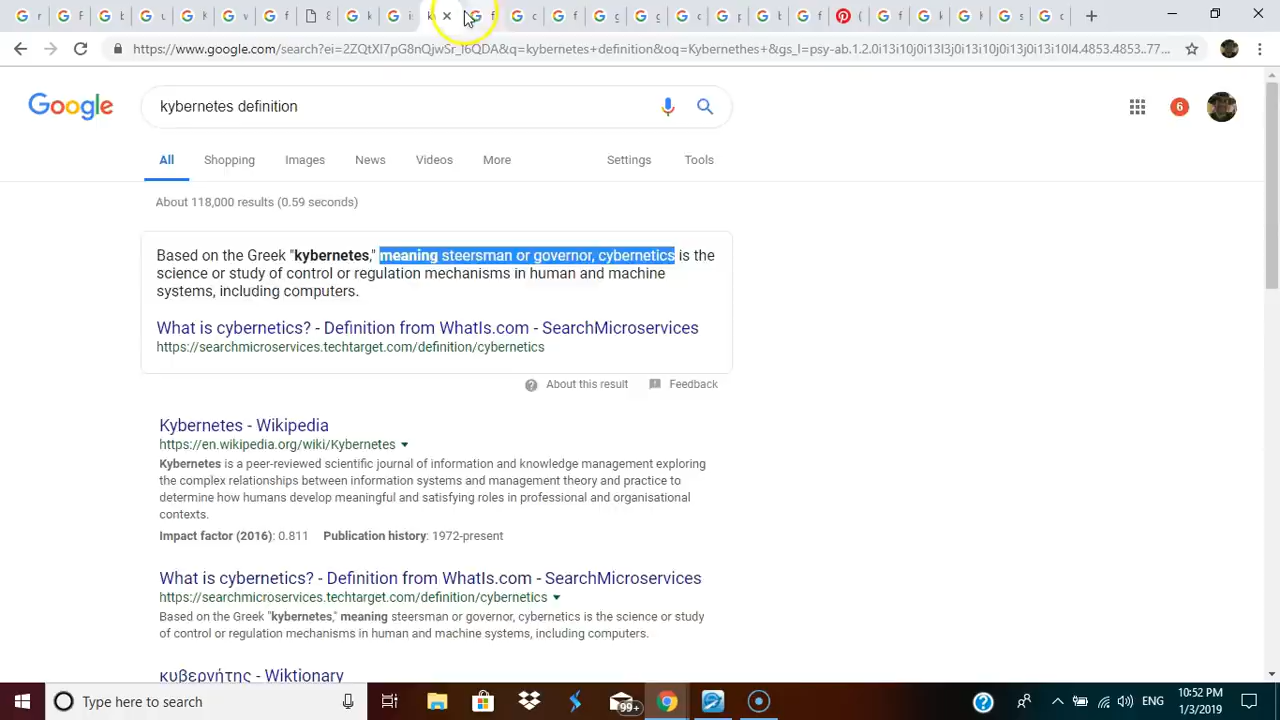 https://www.google.com/search?ei=2ZQtXI7pG8nQjwSr_I6QDA&q=kybernetes+definition&oq=Kybernethes+&gs_l=psy-ab.1.2.0i13i10j0i13l3j0i13i10j0i13j0i13i10l4.4853.4853..77...
Google
kybernetes definition
6
All Shopping Images News Videos More Settings Tools
About 118,000 results (0.59 seconds)
Based on the Greek "kybernetes," meaning steersman or governor, cybernetics is the
science or study of control or regulation mechanisms in human and machine
systems, including computers.
What is cybernetics? - Definition from WhatIs.com - SearchMicroservices
https://searchmicroservices.techtarget.com/definition/cybernetics
About this result Feedback
Kybernetes - Wikipedia
https://en.wikipedia.org/wiki/Kybernetes
Kybernetes is a peer-reviewed scientific journal of information and knowledge management exploring
the complex relationships between information systems and management theory and practice to
determine how humans develop meaningful and satisfying roles in professional and organisational
contexts.
Impact factor (2016): 0.811 Publication history: 1972-present
What is cybernetics? - Definition from WhatIs.com - SearchMicroservices
https://searchmicroservices.techtarget.com/definition/cybernetics
Based on the Greek "kybernetes," meaning steersman or governor, cybernetics is the science or study
of control or regulation mechanisms in human and machine systems, including computers.
κυβερνήτης - Wiktionary
Type here to search
99+
ENG
10:52 PM
1/3/2019